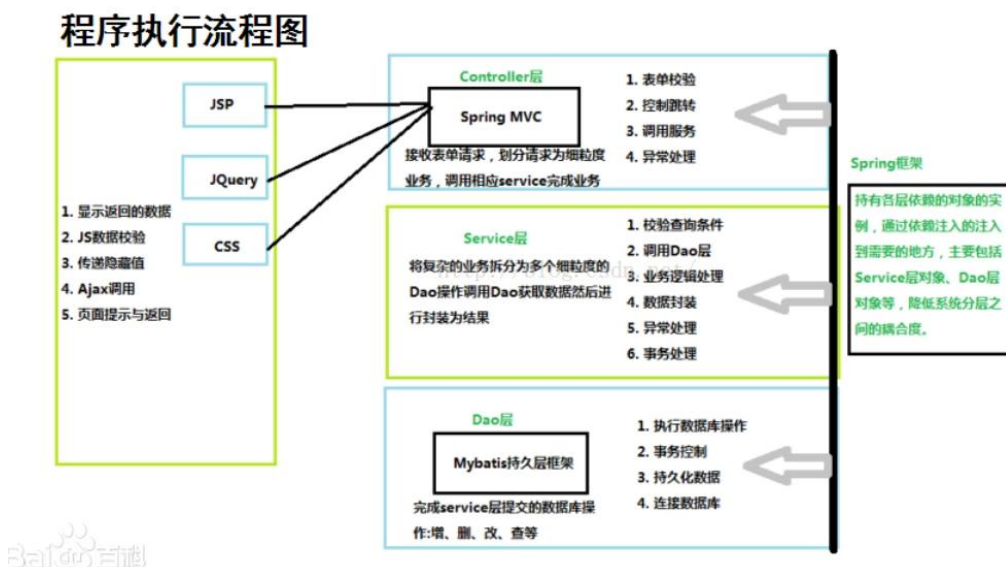 程序执行流程图
JSP
JQuery
CSS
1. 显示返回的数据
2. JS数据校验
3. 传递隐藏值
4. Ajax调用
5. 页面提示与返回
Controller层
Spring MVC
接收表单请求，划分请求为细粒度
业务，调用相应service完成业务
1. 表单校验
2. 控制跳转
3. 调用服务
4. 异常处理
Service层
将复杂的业务拆分为多个细粒度的
Dao操作调用Dao获取数据然后进
行封装为结果
1. 校验查询条件
2. 调用Dao层
3. 业务逻辑处理
4. 数据封装
5. 异常处理
6. 事务处理
Dao层
Mybatis持久层框架
完成service层提交的数据库操
作:增、删、改、查等
1. 执行数据库操作
2. 事务控制
3. 持久化数据
4. 连接数据库
Spring框架
持有各层依赖的对象的实
例，通过依赖注入的注入
到需要的地方，主要包括
Service层对象、Dao层
对象等，降低系统分层之
间的耦合度。
Bai 百科